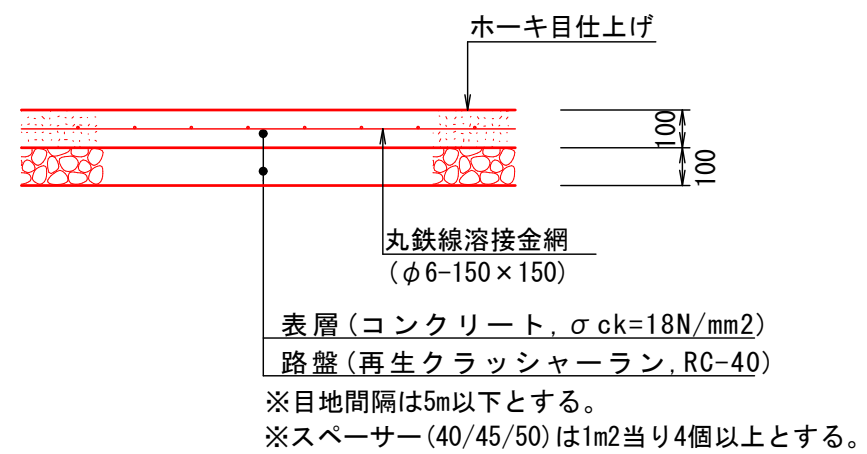 ホーキ目仕上げ
100
100
丸鉄線溶接金網
(φ6-150×150)
表層(コンクリート,σck=18N/mm2)
路盤(再生クラッシャーラン,RC-40)
※目地間隔は5m以下とする。
※スペーサー(40/45/50)は1m2当り4個以上とする。